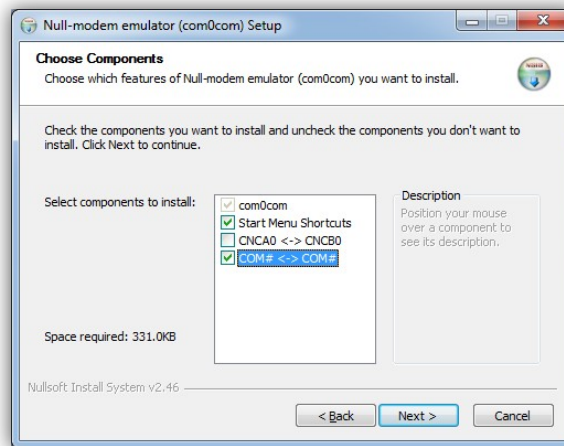 Null-modem emulator (com0com) Setup
Choose Components
Choose which features of Null-modem emulator (com0com) you want to install.
Check the components you want to install and uncheck the components you don't want to
install. Click Next to continue.
Select components to install:
com0com
Start Menu Shortcuts
CNCA0 <-> CNCB0
COM# <-> COM#
Description
Position your mouse
over a component to
see its description.
Space required: 331.0KB
Nullsoft Install System v2.46
< Back
Next >
Cancel